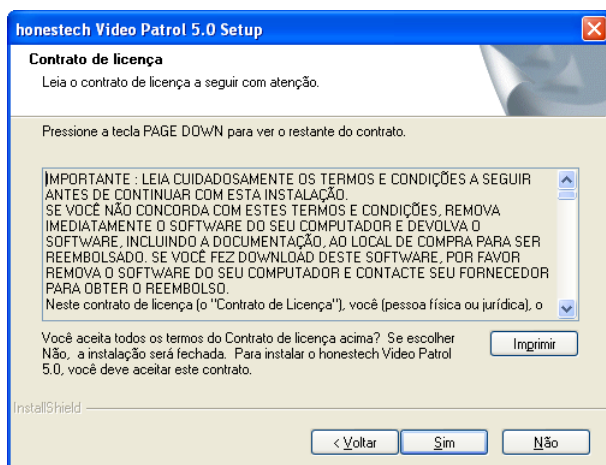 honestech Video Patrol 5.0 Setup
Contrato de licença
Leia o contrato de licença a seguir com atenção.
Pressione a tecla PAGE DOWN para ver o restante do contrato.
IMPORTANTE : LEIA CUIDADOSAMENTE OS TERMOS E CONDIÇÕES A SEGUIR
ANTES DE CONTINUAR COM ESTA INSTALAÇÃO.
SE VOCÊ NÃO CONCORDA COM ESTES TERMOS E CONDIÇÕES, REMOVA
IMEDIATAMENTE O SOFTWARE DO SEU COMPUTADOR E DEVOLVA O
SOFTWARE, INCLUINDO A DOCUMENTAÇÃO, AO LOCAL DE COMPRA PARA SER
REEMBOLSADO. SE VOCÊ FEZ DOWNLOAD DESTE SOFTWARE, POR FAVOR
REMOVA O SOFTWARE DO SEU COMPUTADOR E CONTACTE SEU FORNECEDOR
PARA OBTER O REEMBOLSO.
Neste contrato de licença (o "Contrato de Licença"), você (pessoa física ou jurídica), o
Você aceita todos os termos do Contrato de licença acima? Se escolher
Não, a instalação será fechada. Para instalar o honestech Video Patrol
5.0, você deve aceitar este contrato.
Imprimir
InstallShield
< Voltar
Sim
Não